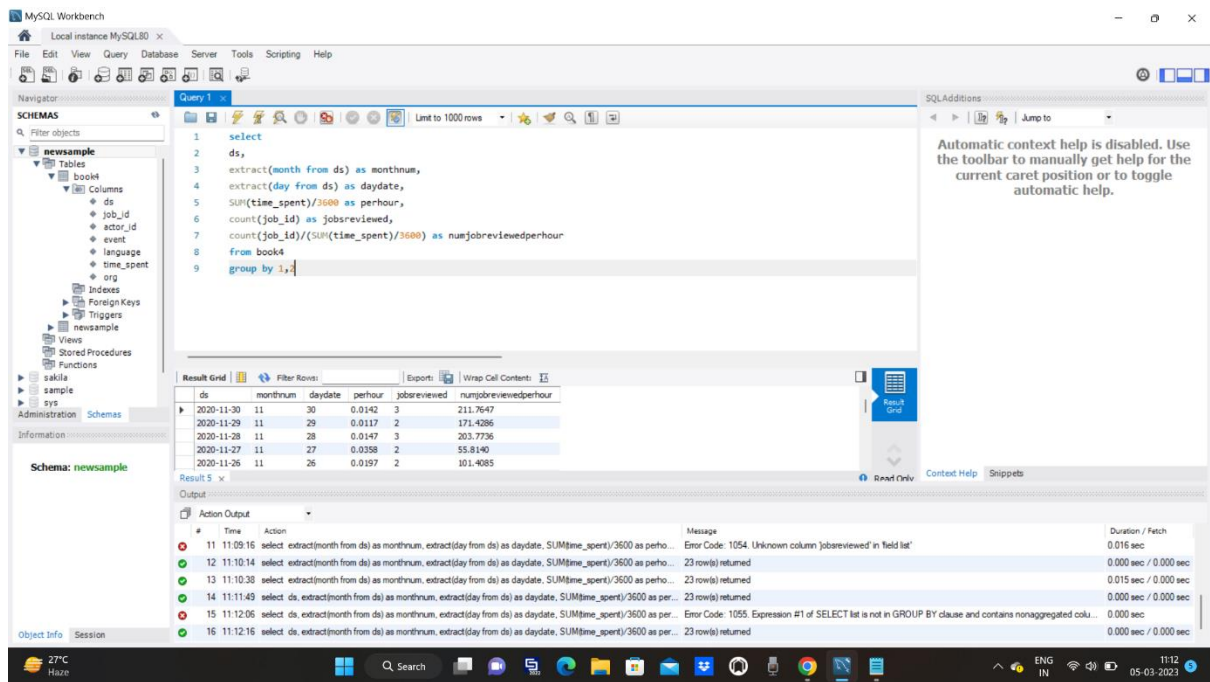 MySQL Workbench
Local instance MySQL80 ×
File Edit View Query Database Server Tools Scripting Help
Navigator
SCHEMAS
Filter objects
newsample
Tables
book4
Columns
ds
job_id
actor_id
event
language
time_spent
org
Indexes
Foreign Keys
Triggers
newsample
Views
Stored Procedures
Functions
sakila
sample
sys
Administration Schemas
Information
Schema: newsample
Object Info Session
Query 1 ×
Limit to 1000 rows
1 select
2 ds,
3 extract(month from ds) as monthnum,
4 extract(day from ds) as daydate,
5 SUM(time_spent)/3600 as perhour,
6 count(job_id) as jobsreviewed,
7 count(job_id)/(SUM(time_spent)/3600) as numjobreviewedperhour
8 from book4
9 group by 1,2
Result Grid Filter Rows: Export: Wrap Cell Content:
ds monthnum daydate perhour jobsreviewed numjobreviewedperhour
2020-11-30 11 30 0.0142 3 211.7647
2020-11-29 11 29 0.0117 2 171.4286
2020-11-28 11 28 0.0147 3 203.7736
2020-11-27 11 27 0.0358 2 55.8140
2020-11-26 11 26 0.0197 2 101.4085
Result Grid
Result 5 ×
Read Only
SQLAdditions
Jump to
Automatic context help is disabled. Use
the toolbar to manually get help for the
current caret position or to toggle
automatic help.
Context Help Snippets
Output
Action Output
# Time Action Message Duration / Fetch
11 11:09:16 select extract(month from ds) as monthnum, extract(day from ds) as daydate, SUM(time_spent)/3600 as perho... Error Code: 1054. Unknown column 'jobsreviewed' in 'field list' 0.016 sec
12 11:10:14 select extract(month from ds) as monthnum, extract(day from ds) as daydate, SUM(time_spent)/3600 as perho... 23 row(s) returned 0.000 sec / 0.000 sec
13 11:10:38 select extract(month from ds) as monthnum, extract(day from ds) as daydate, SUM(time_spent)/3600 as perho... 23 row(s) returned 0.015 sec / 0.000 sec
14 11:11:49 select ds, extract(month from ds) as monthnum, extract(day from ds) as daydate, SUM(time_spent)/3600 as per... 23 row(s) returned 0.000 sec / 0.000 sec
15 11:12:06 select ds, extract(month from ds) as monthnum, extract(day from ds) as daydate, SUM(time_spent)/3600 as per... Error Code: 1055. Expression #1 of SELECT list is not in GROUP BY clause and contains nonaggregated colu... 0.000 sec
16 11:12:16 select ds, extract(month from ds) as monthnum, extract(day from ds) as daydate, SUM(time_spent)/3600 as per... 23 row(s) returned 0.000 sec / 0.000 sec
27°C
Haze
Search
ENG
IN
11:12
05-03-2023